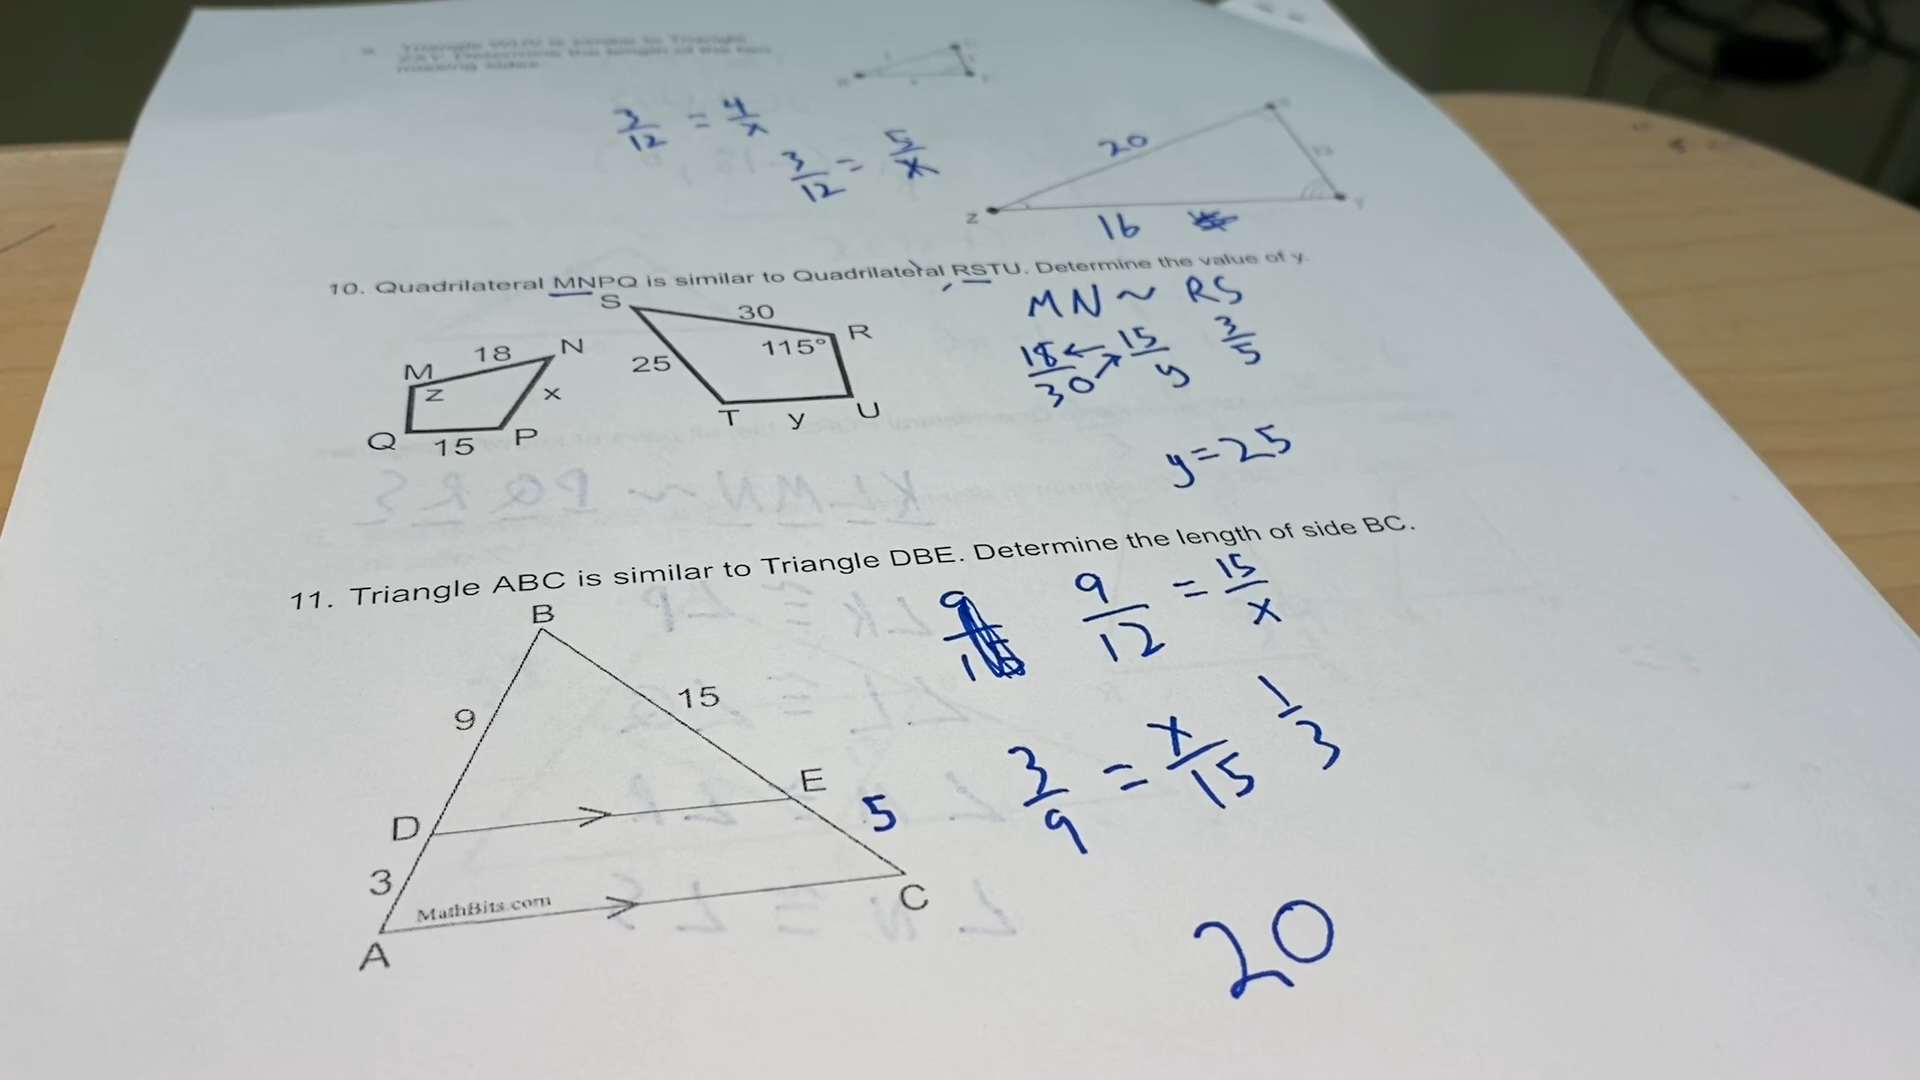 missing sides.
3/12 = 4/x
3/12 = 5/x
20
Z
16
10. Quadrilateral MNPQ is similar to Quadrilateral RSTU. Determine the value of y.
MN ~ RS
S
30
R
115°
25
T
y
U
M
18
N
z
x
Q
15
P
18/30
15/y
3/5
y=25
11. Triangle ABC is similar to Triangle DBE. Determine the length of side BC.
9/12 = 15/x
B
9
15
D
E
5
3
A
C
MathBits.com
3/9 = x/15
1/3
20